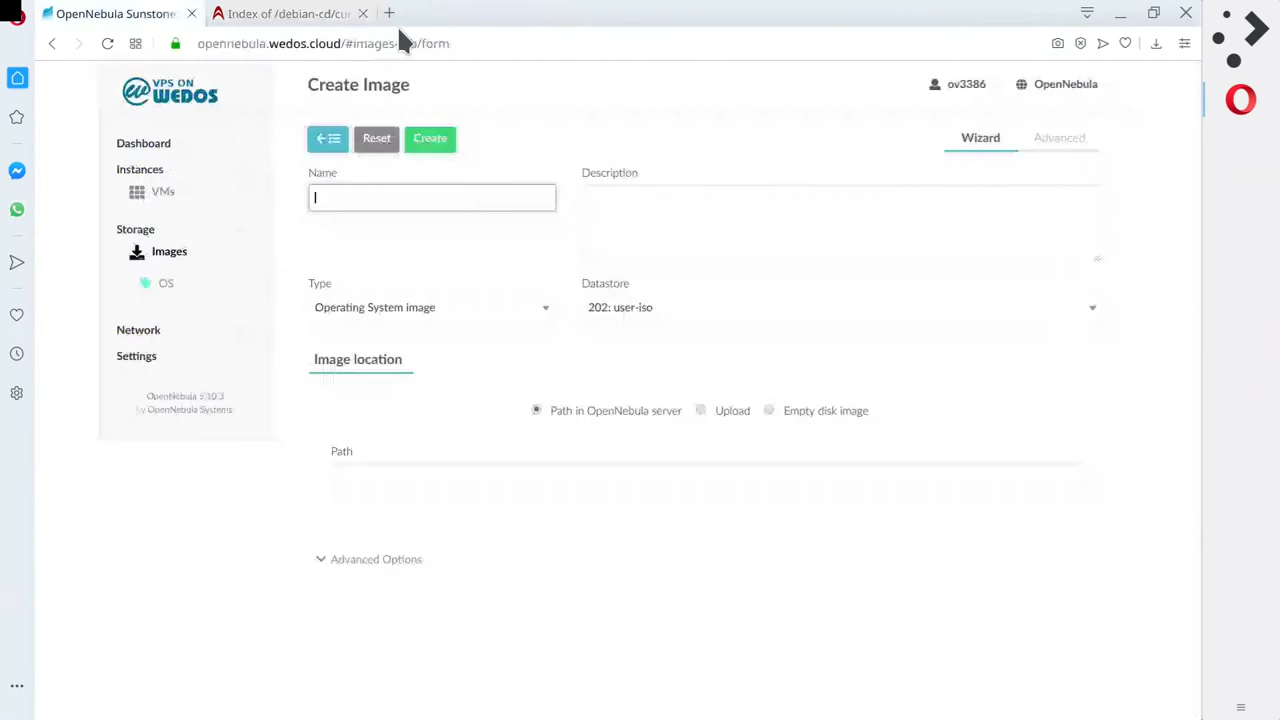 OpenNebula Sunstone
Index of /debian-cd/cu
opennebula.wedos.cloud/#images-
/form
VPS ON
WEDOS
Create Image
ov3386
OpenNebula
Reset
Create
Wizard
Advanced
Dashboard
Instances
VMs
Storage
Images
OS
Network
Settings
OpenNebula 5.10.3
by OpenNebula Systems
Name
Description
Type
Datastore
Operating System image
202: user-iso
Image location
Path in OpenNebula server
Upload
Empty disk image
Path
Advanced Options